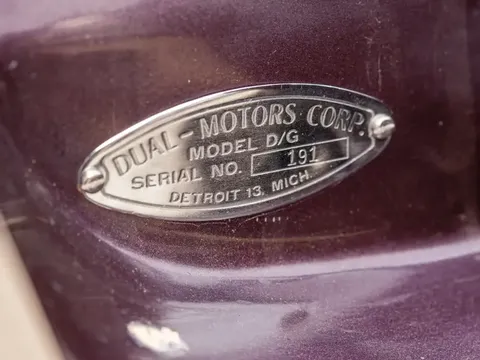 DUAL-MOTORS CORP.
MODEL D/G
SERIAL NO. 191
DETROIT 13, MICH.